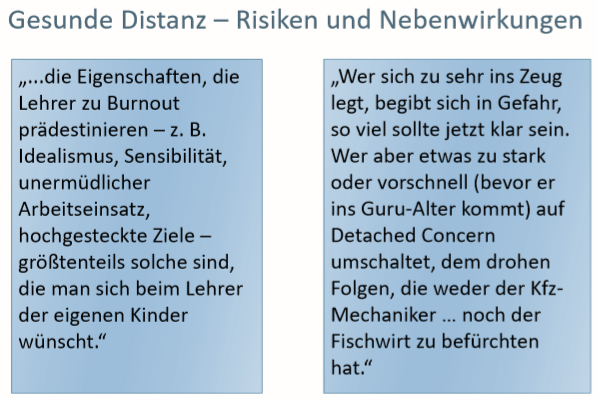 Gesunde Distanz – Risiken und Nebenwirkungen
„...die Eigenschaften, die
Lehrer zu Burnout
prädestinieren – z. B.
Idealismus, Sensibilität,
unermüdlicher
Arbeitseinsatz,
hochgesteckte Ziele –
größtenteils solche sind,
die man sich beim Lehrer
der eigenen Kinder
wünscht.“
„Wer sich zu sehr ins Zeug
legt, begibt sich in Gefahr,
so viel sollte jetzt klar sein.
Wer aber etwas zu stark
oder vorschnell (bevor er
ins Guru-Alter kommt) auf
Detached Concern
umschaltet, dem drohen
Folgen, die weder der Kfz-
Mechaniker ... noch der
Fischwirt zu befürchten
hat.“